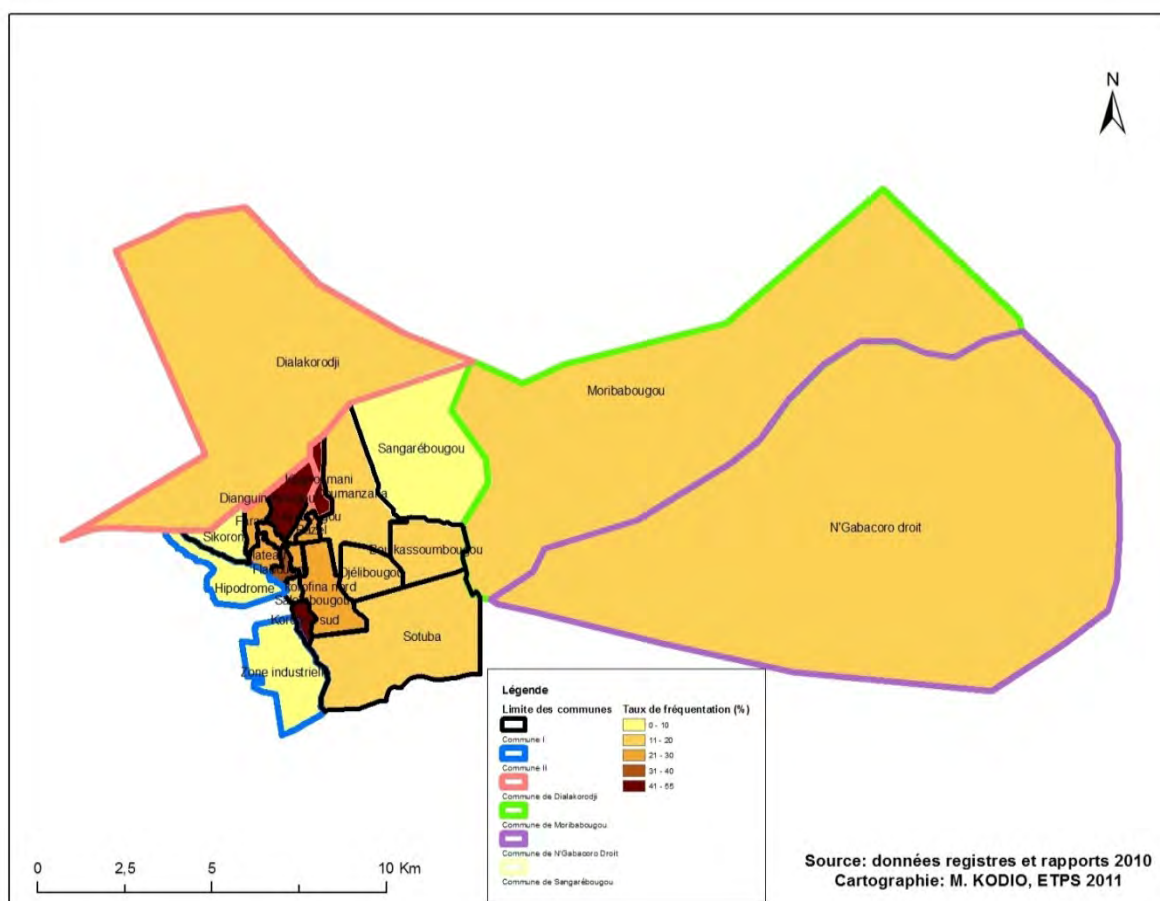 N
Dialakorodji
Moribabougou
Sangarébougou
N'Gabacoro droit
Sikoron
Hipodrome
Djélibougou
Korofina nord
Sotuba
Zone industrielle
Légende
Limite des communes
Taux de fréquentation (%)
0 - 10
11 - 20
Commune I
21 - 30
31 - 40
Commune II
41 - 55
Commune de Dialakorodji
Commune de Moribabougou
Commune de N'Gabacoro Droit
Commune de Sangarébougou
0 2,5 5 10 Km
Source: données registres et rapports 2010
Cartographie: M. KODIO, ETPS 2011